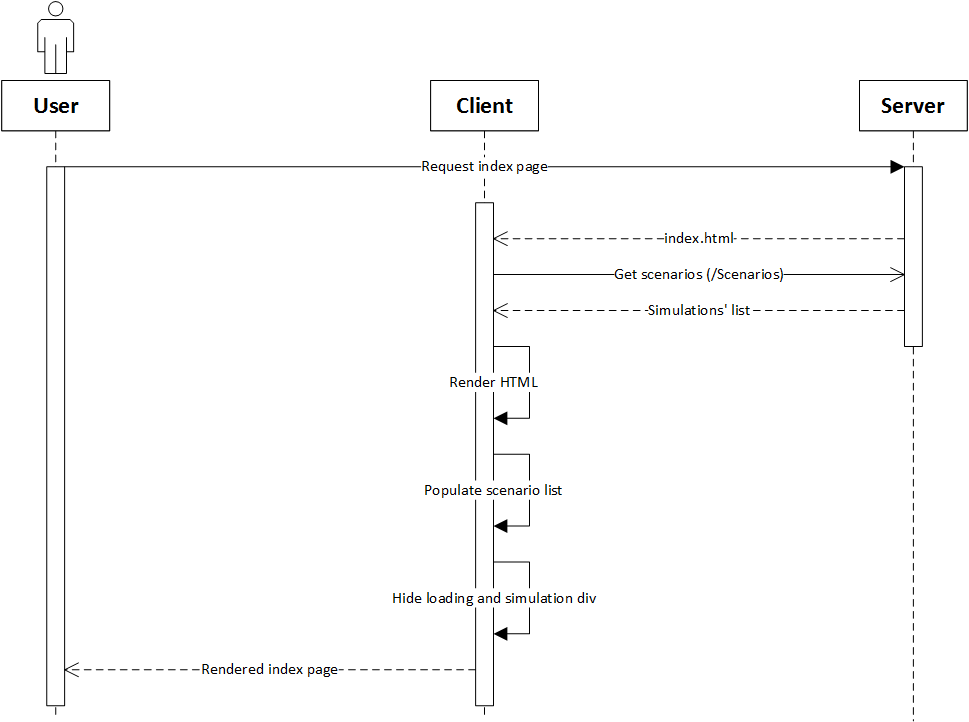 User
Client
Server
Request index page
index.html
Get scenarios (/Scenarios)
Simulations' list
Render HTML
Populate scenario list
Hide loading and simulation div
Rendered index page